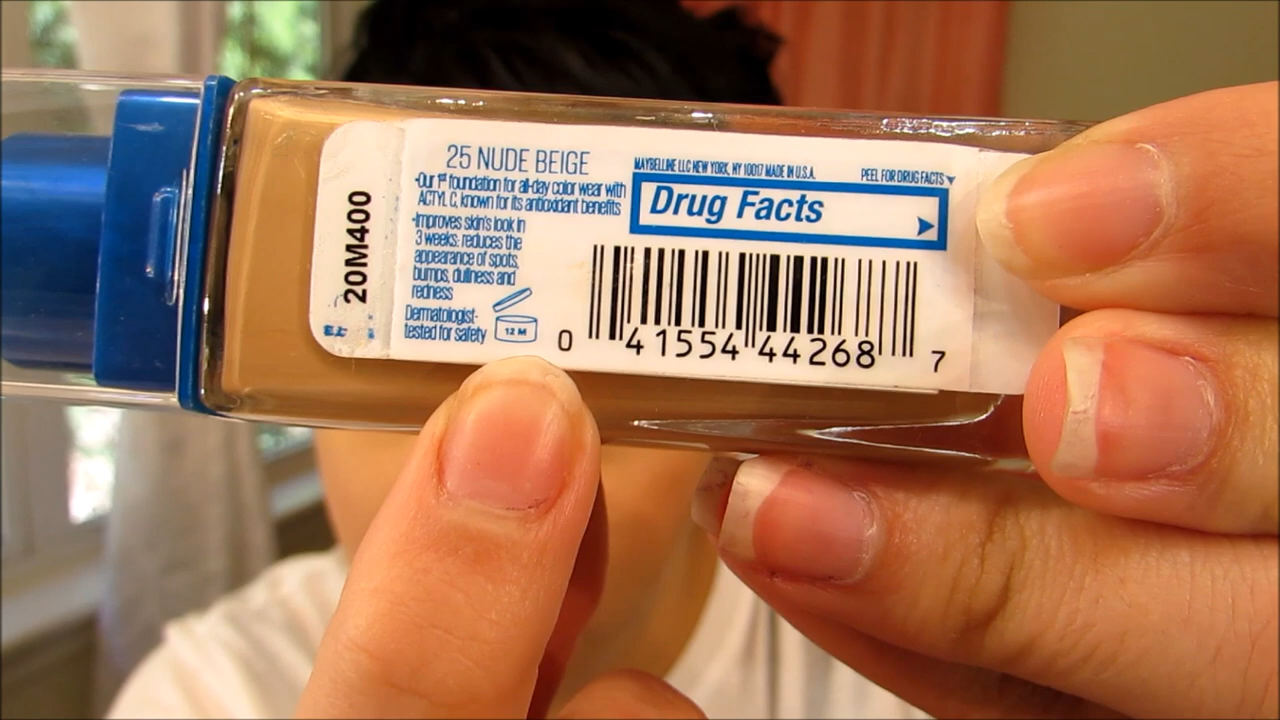 20M400
25 NUDE BEIGE
•Our 1st foundation for all-day color wear with
ACTYL C, known for its antioxidant benefits
•Improves skin's look in
3 weeks: reduces the
appearance of spots,
bumps, dullness and
redness
Dermatologist-
tested for safety
12 M
MAYBELLINE LLC NEW YORK, NY 10017 MADE IN U.S.A.
PEEL FOR DRUG FACTS
Drug Facts
0 41554 44268 7